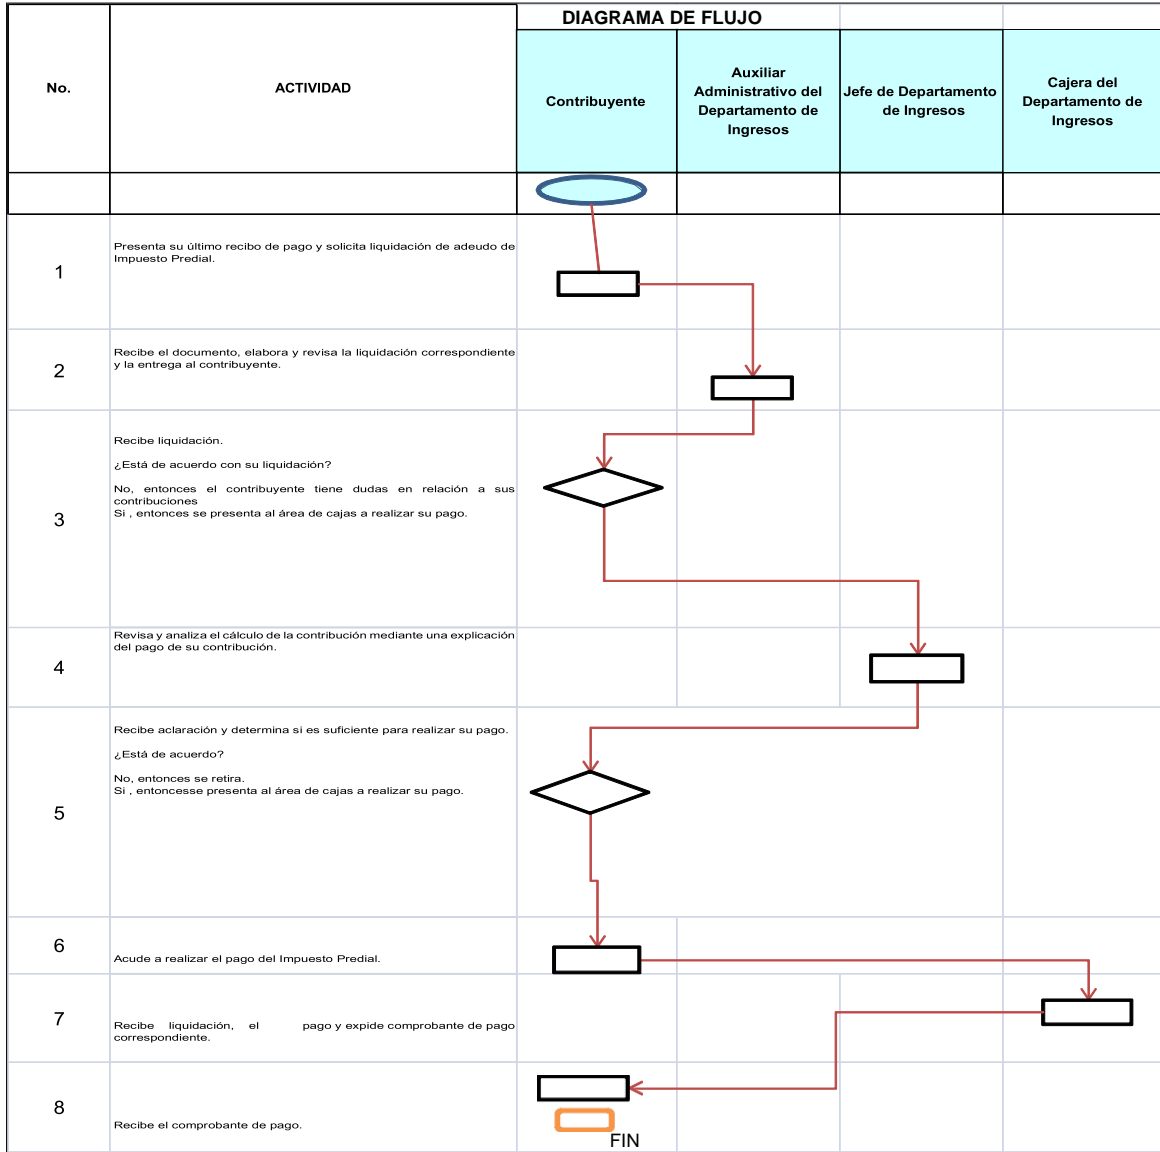 DIAGRAMA DE FLUJO
No.
ACTIVIDAD
Contribuyente
Auxiliar
Administrativo del
Departamento de
Ingresos
Jefe de Departamento
de Ingresos
Cajera del
Departamento de
Ingresos
1
Presenta su último recibo de pago y solicita liquidación de adeudo de
Impuesto Predial.
2
Recibe el documento, elabora y revisa la liquidación correspondiente
y la entrega al contribuyente.
3
Recibe liquidación.
¿Está de acuerdo con su liquidación?
No, entonces el contribuyente tiene dudas en relación a sus
contribuciones
Si , entonces se presenta al área de cajas a realizar su pago.
4
Revisa y analiza el cálculo de la contribución mediante una explicación
del pago de su contribución.
5
Recibe aclaración y determina si es suficiente para realizar su pago.
¿Está de acuerdo?
No, entonces se retira.
Si , entoncesse presenta al área de cajas a realizar su pago.
6
Acude a realizar el pago del Impuesto Predial.
7
Recibe liquidación, el pago y expide comprobante de pago
correspondiente.
8
Recibe el comprobante de pago.
FIN